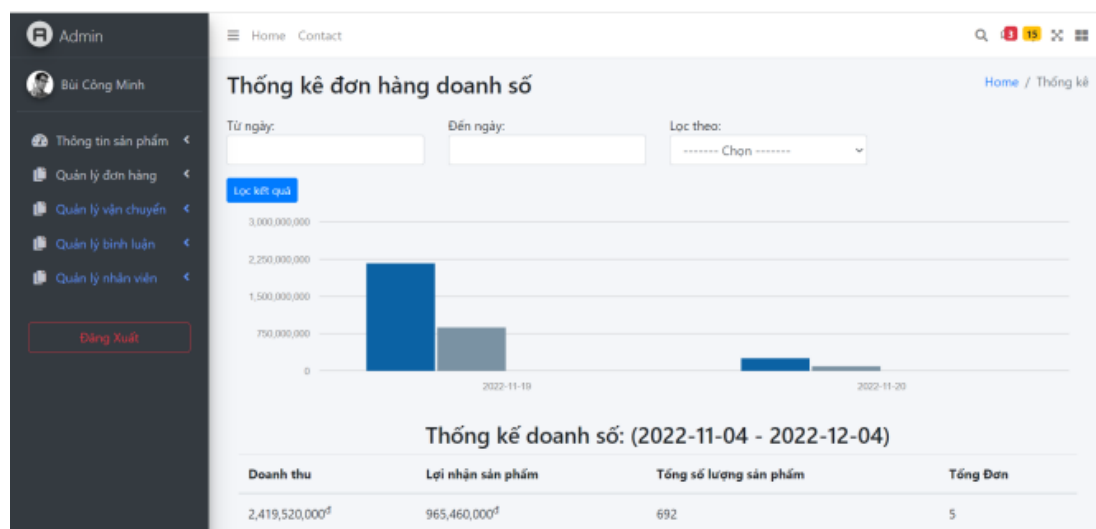 Admin
Home Contact
3 15
Bùi Công Minh
Thống kê đơn hàng doanh số
Home / Thống kê
Từ ngày:
Đến ngày:
Lọc theo:
------- Chọn -------
Thông tin sản phẩm
Quản lý đơn hàng
Quản lý vận chuyển
Quản lý bình luận
Quản lý nhân viên
Đăng Xuất
Lọc kết quả
3,000,000,000
2,250,000,000
1,500,000,000
750,000,000
0
2022-11-19
2022-11-20
Thống kế doanh số: (2022-11-04 - 2022-12-04)
Doanh thu
Lợi nhận sản phẩm
Tổng số lượng sản phẩm
Tổng Đơn
2,419,520,000đ
965,460,000đ
692
5